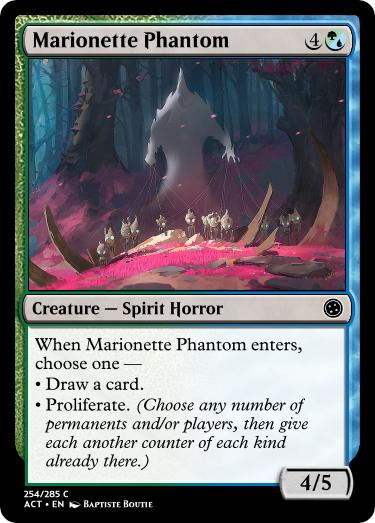 Marionette Phantom 4
Creature — Spirit Horror
When Marionette Phantom enters,
choose one —
• Draw a card.
• Proliferate. (Choose any number of
permanents and/or players, then give
each another counter of each kind
already there.)
4/5
254/285 C
ACT • EN Baptiste Boutie